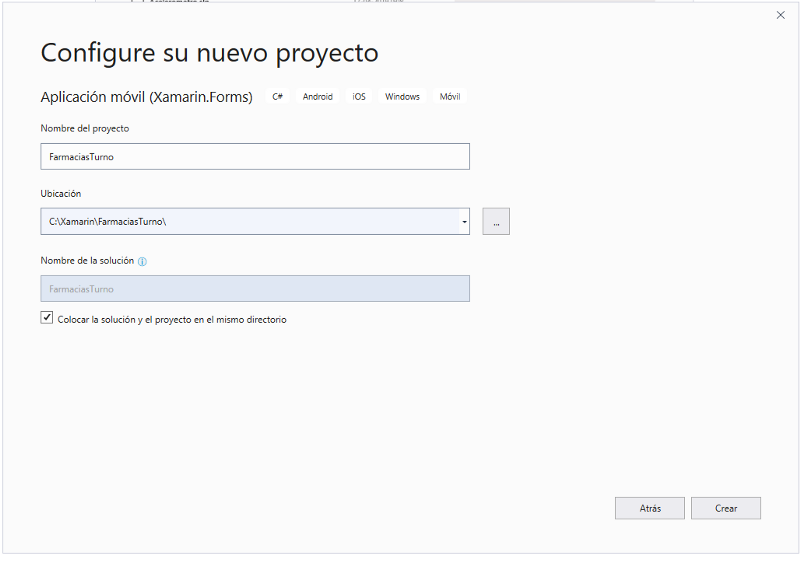 Configure su nuevo proyecto
Aplicación móvil (Xamarin.Forms) C# Android iOS Windows Móvil
Nombre del proyecto
FarmaciasTurno
Ubicación
C:\Xamarin\FarmaciasTurno\
...
Nombre de la solución
FarmaciasTurno
Colocar la solución y el proyecto en el mismo directorio
Atrás Crear